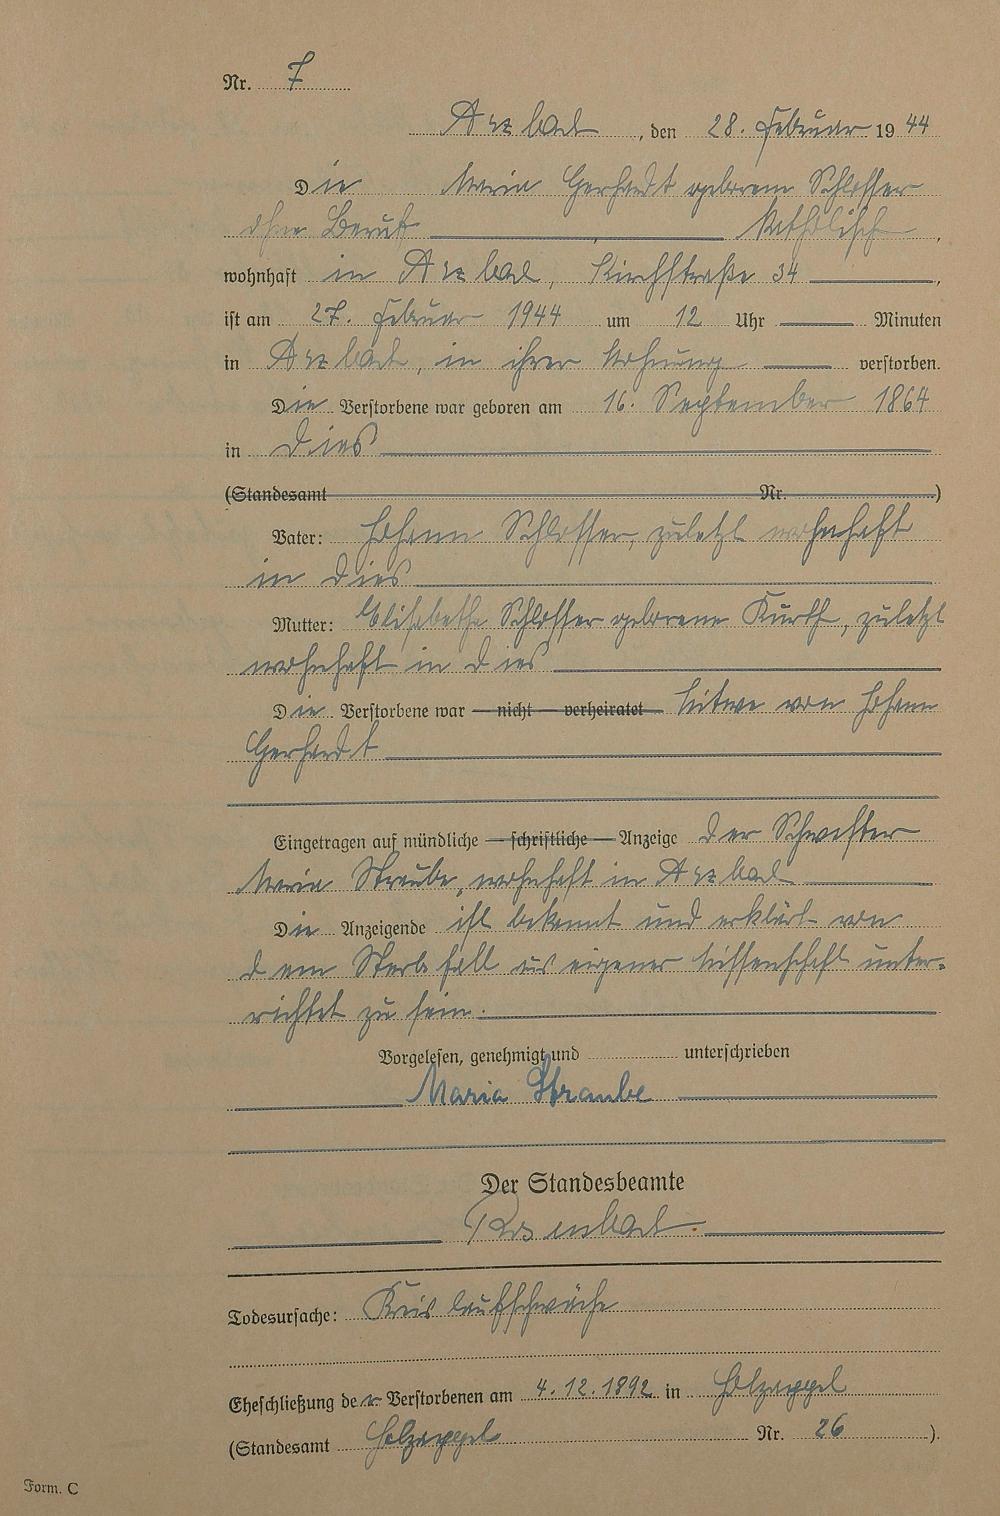 Nr. 7
Arzbach, den 28. Februar 1944
Die Maria Gerhardt geborene Schlosser
ohne Beruf katholisch,
wohnhaft in Arzbach, Kirchstraße 34,
ist am 27. Februar 1944 um 12 Uhr Minuten
in Arzbach, in ihrer Wohnung verstorben.
Die Verstorbene war geboren am 16. September 1864
in Dies
(Standesamt Nr. )
Vater: Johann Schlosser, zuletzt wohnhaft
in Dies
Mutter: Elisabetha Schlosser geborene Kurth, zuletzt
wohnhaft in Dies
Die Verstorbene war nicht verheiratet Witwe von Johann
Gerhardt
Eingetragen auf mündliche schriftliche Anzeige der Schwester
Maria Straube, wohnhaft in Arzbach
Die Anzeigende ist bekannt und erklärt von
dem Sterbefall aus eigener Wissenschaft unter-
richtet zu sein.
Vorgelesen, genehmigt und unterschrieben
Maria Straube
Der Standesbeamte
Todesursache: Kreislaufschwäche
Eheschließung der Verstorbenen am 4.12.1892 in Holzappel
(Standesamt Holzappel Nr. 26 ).
Form. C